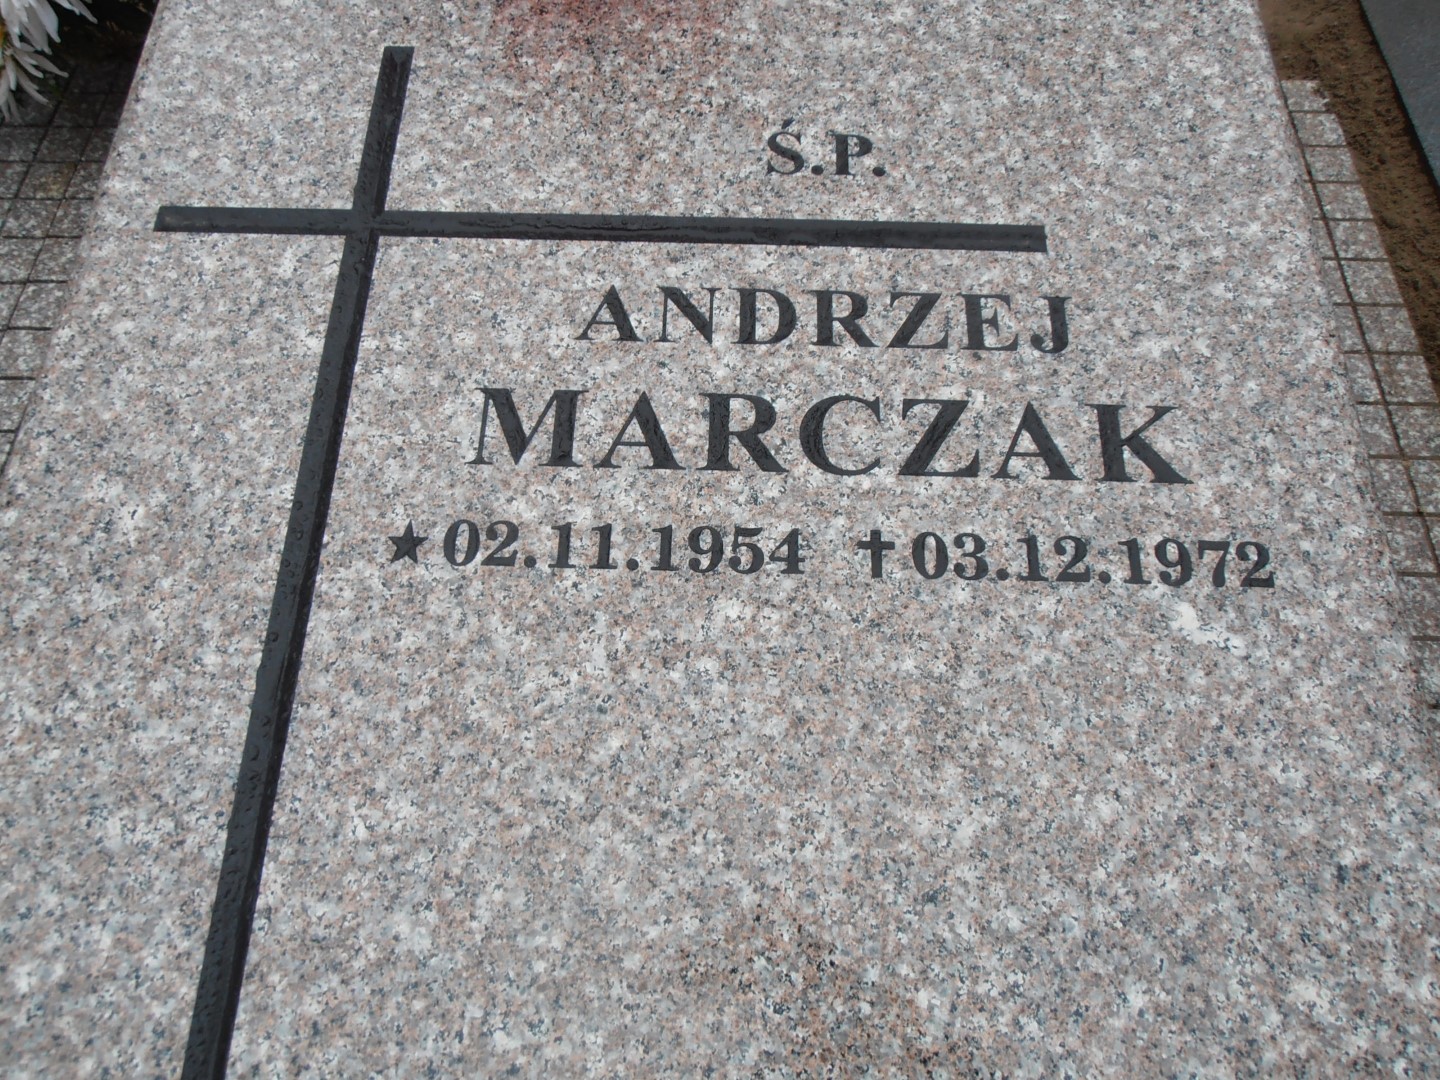 Ś.P.
ANDRZEJ
MARCZAK
★02.11.1954 ✝03.12.1972